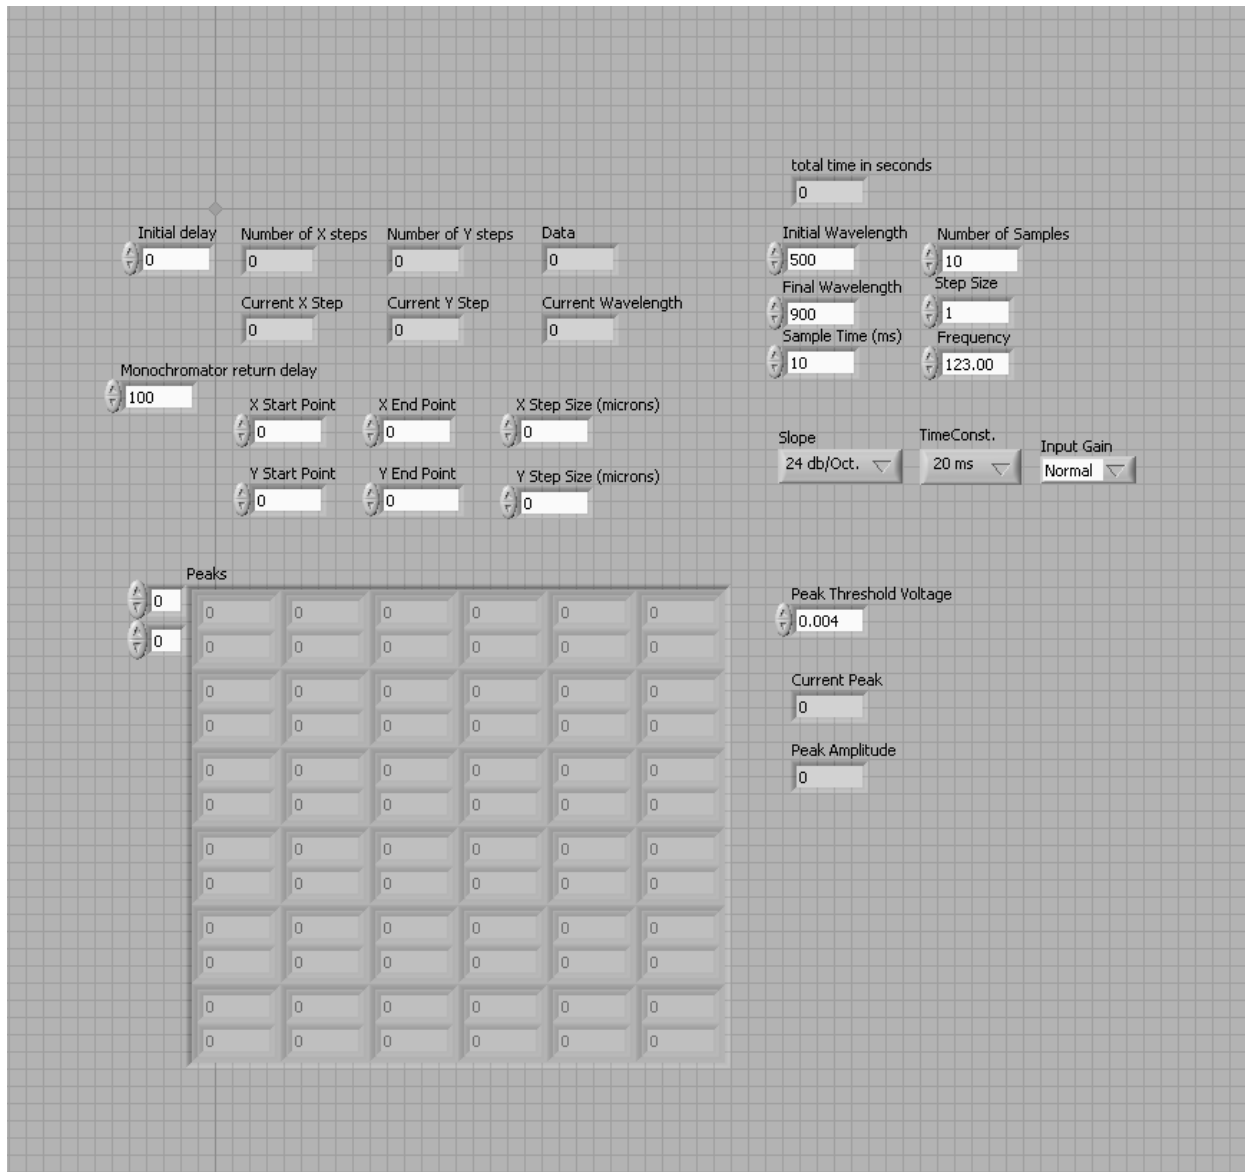 total time in seconds
0
Initial delay Number of X steps Number of Y steps Data Initial Wavelength Number of Samples
0 0 0 0 500 10
Final Wavelength Step Size
Current X Step Current Y Step Current Wavelength
0 0 0 900 1
Sample Time (ms) Frequency
10 123.00
Monochromator return delay
100
X Start Point X End Point X Step Size (microns)
0 0 0
Slope TimeConst. Input Gain
24 db/Oct. 20 ms Normal
Y Start Point Y End Point Y Step Size (microns)
0 0 0
Peaks
0 0 0 0 0 0 0
0 0 0 0 0 0 0
0 0 0 0 0 0
0 0 0 0 0 0
0 0 0 0 0 0
0 0 0 0 0 0
0 0 0 0 0 0
0 0 0 0 0 0
0 0 0 0 0 0
0 0 0 0 0 0
0 0 0 0 0 0
0 0 0 0 0 0
Peak Threshold Voltage
0.004
Current Peak
0
Peak Amplitude
0